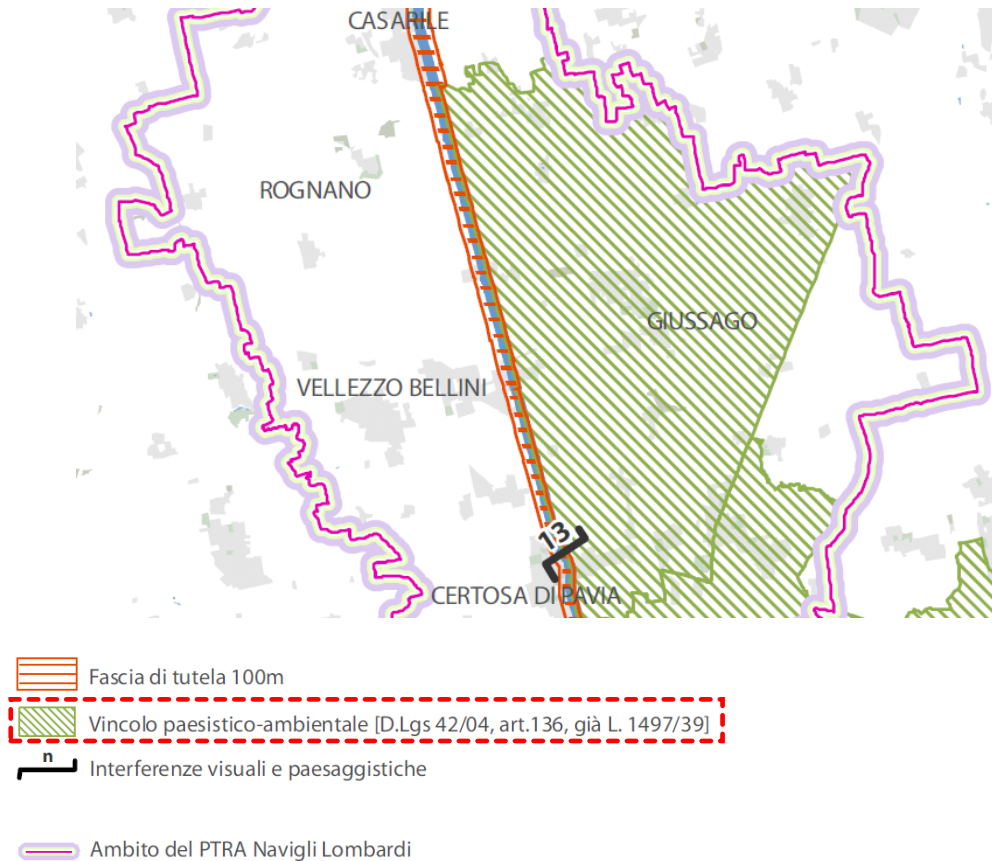 CASARILE
ROGNANO
GIUSSAGO
VELLEZZO BELLINI
13
CERTOSA DI PAVIA
Fascia di tutela 100m
Vincolo paesistico-ambientale [D.Lgs 42/04, art.136, già L. 1497/39]
n
Interferenze visuali e paesaggistiche
Ambito del PTRA Navigli Lombardi